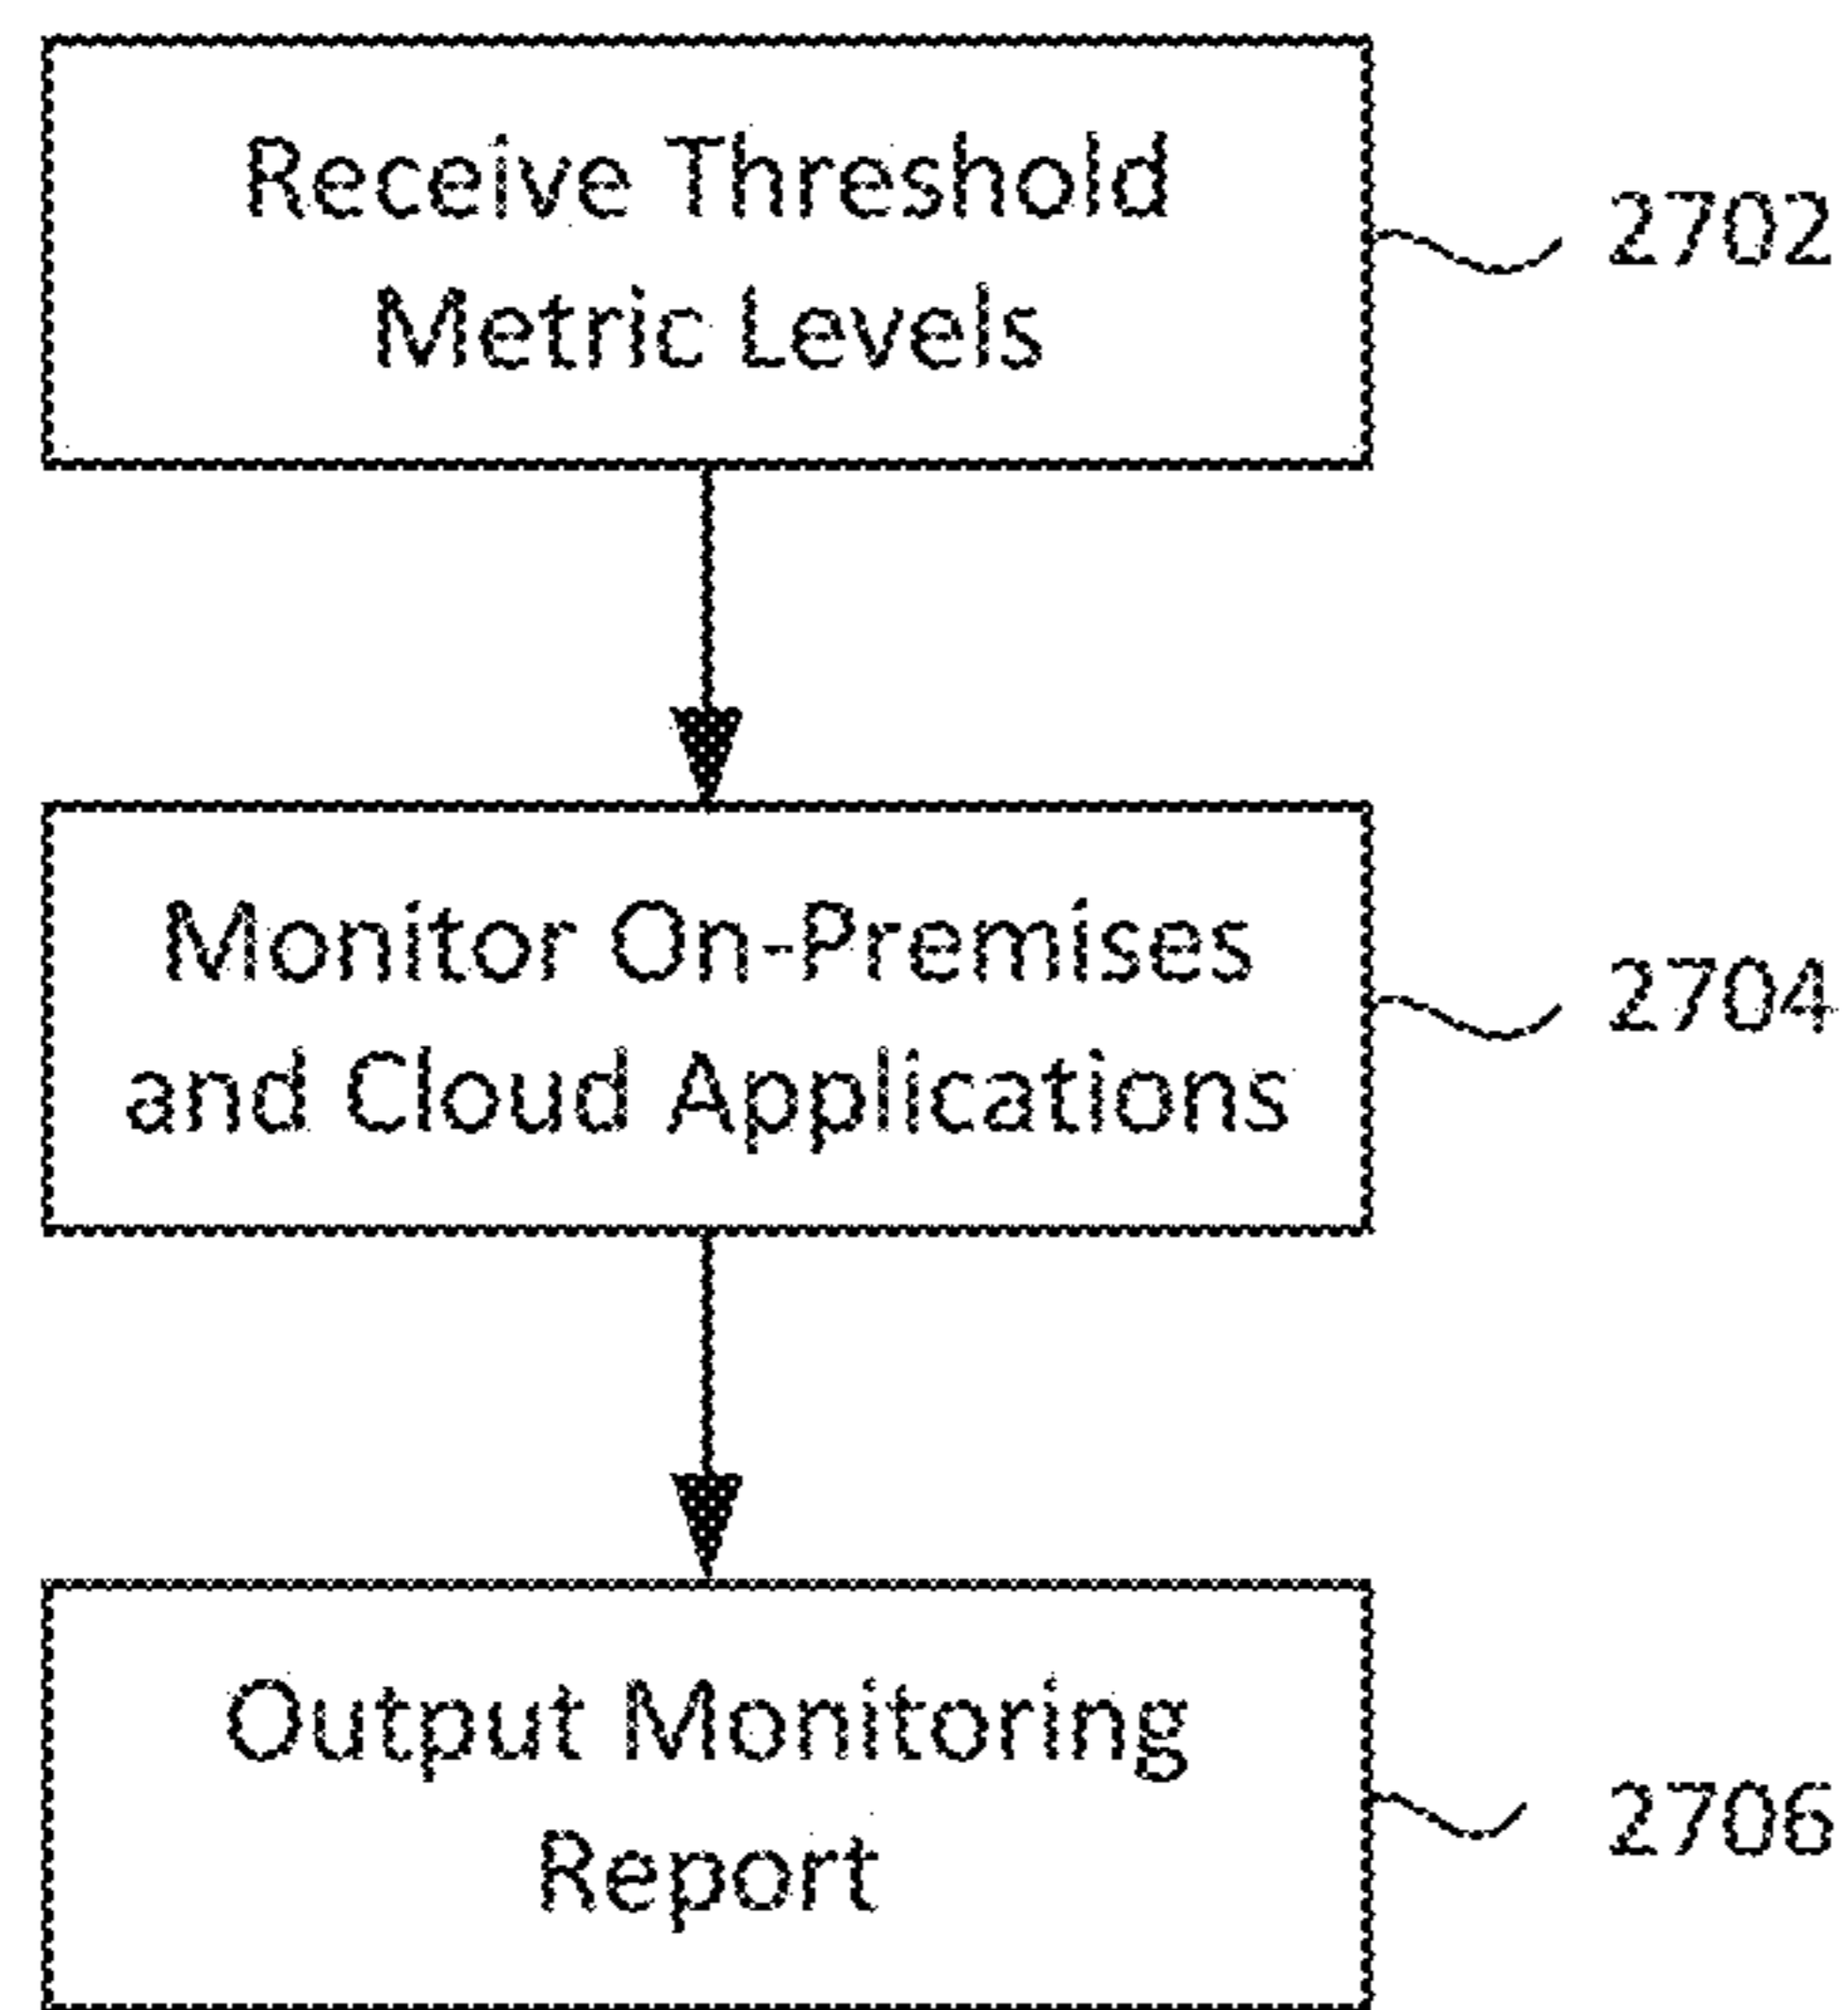 Receive Threshold
Metric Levels
2702
Monitor On-Premises
and Cloud Applications
2704
Output Monitoring
Report
2706